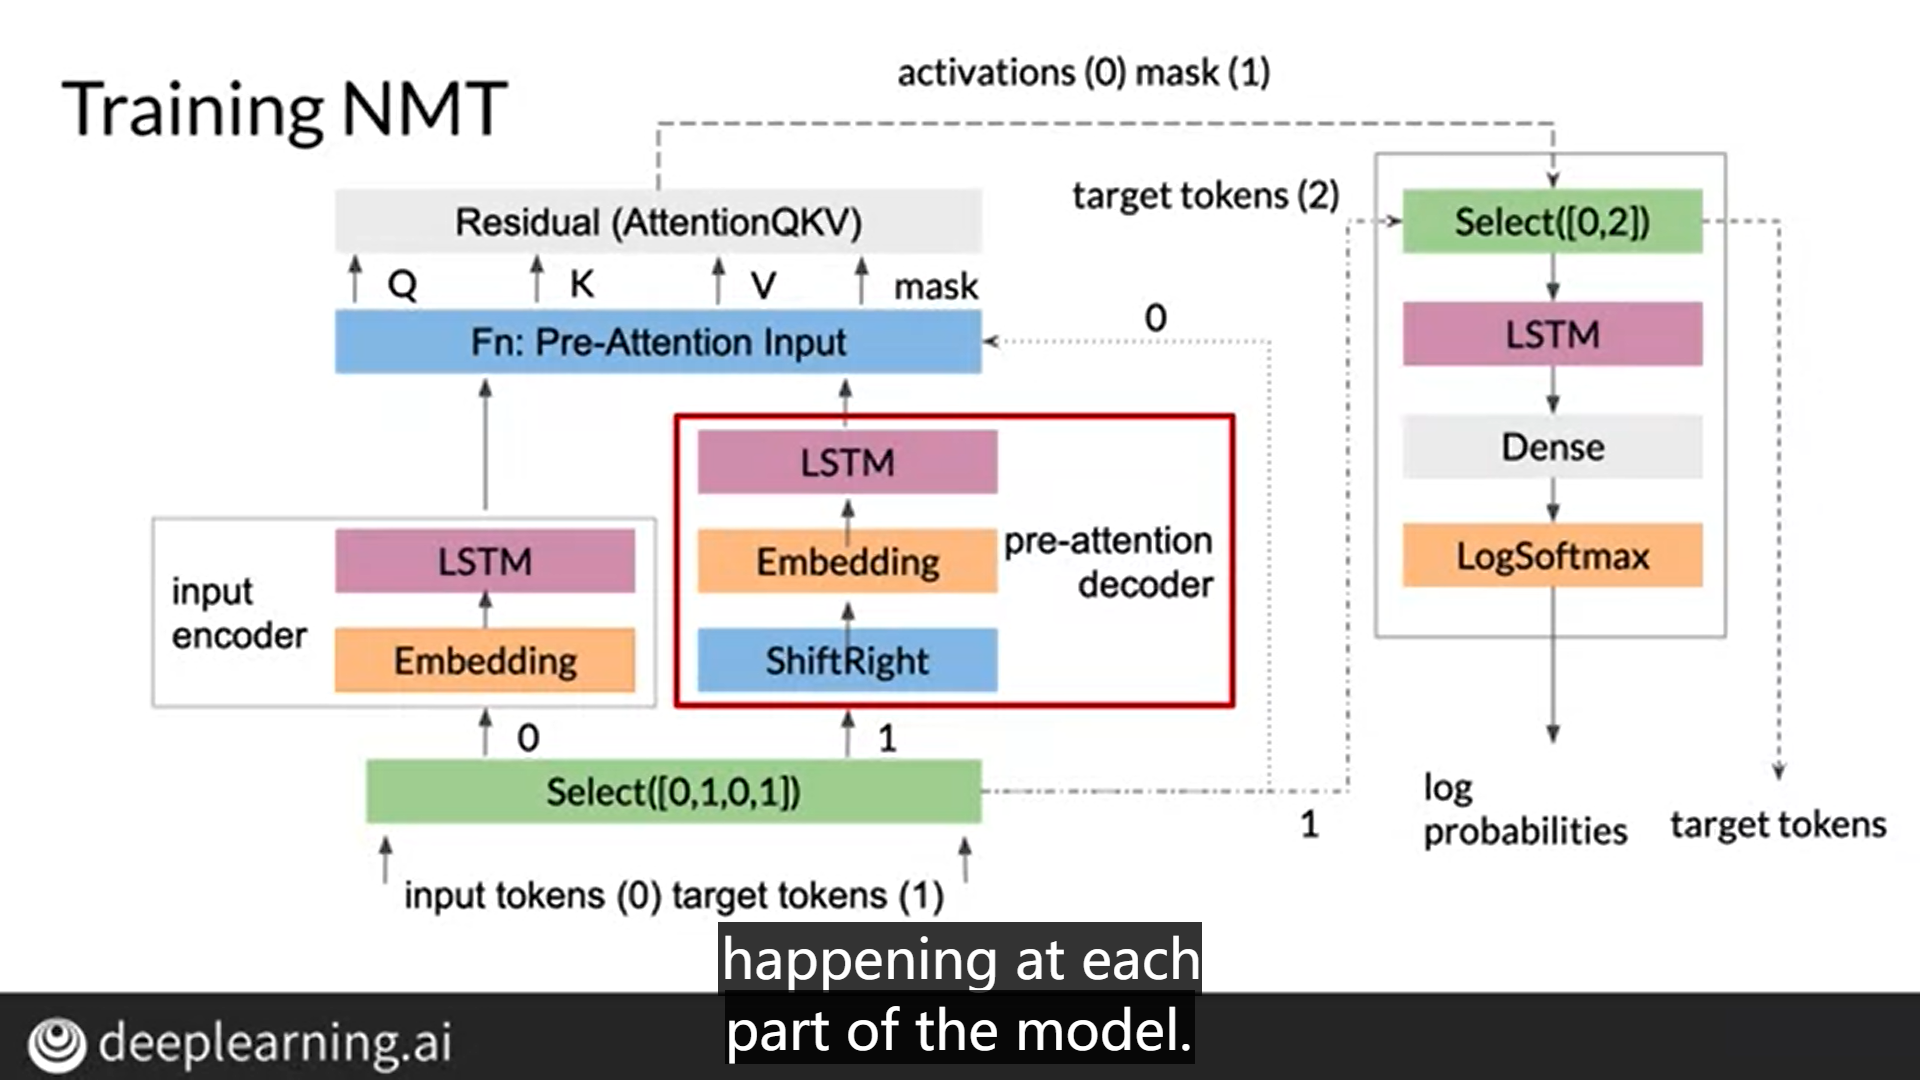 Training NMT
activations (0) mask (1)
target tokens (2)
Residual (AttentionQKV)
Q
K
V
mask
Fn: Pre-Attention Input
0
LSTM
Embedding
ShiftRight
pre-attention
decoder
input
encoder
LSTM
Embedding
0
1
Select([0,1,0,1])
1
input tokens (0) target tokens (1)
Select([0,2])
LSTM
Dense
LogSoftmax
log
probabilities
target tokens
happening at each
part of the model.
deeplearning.ai